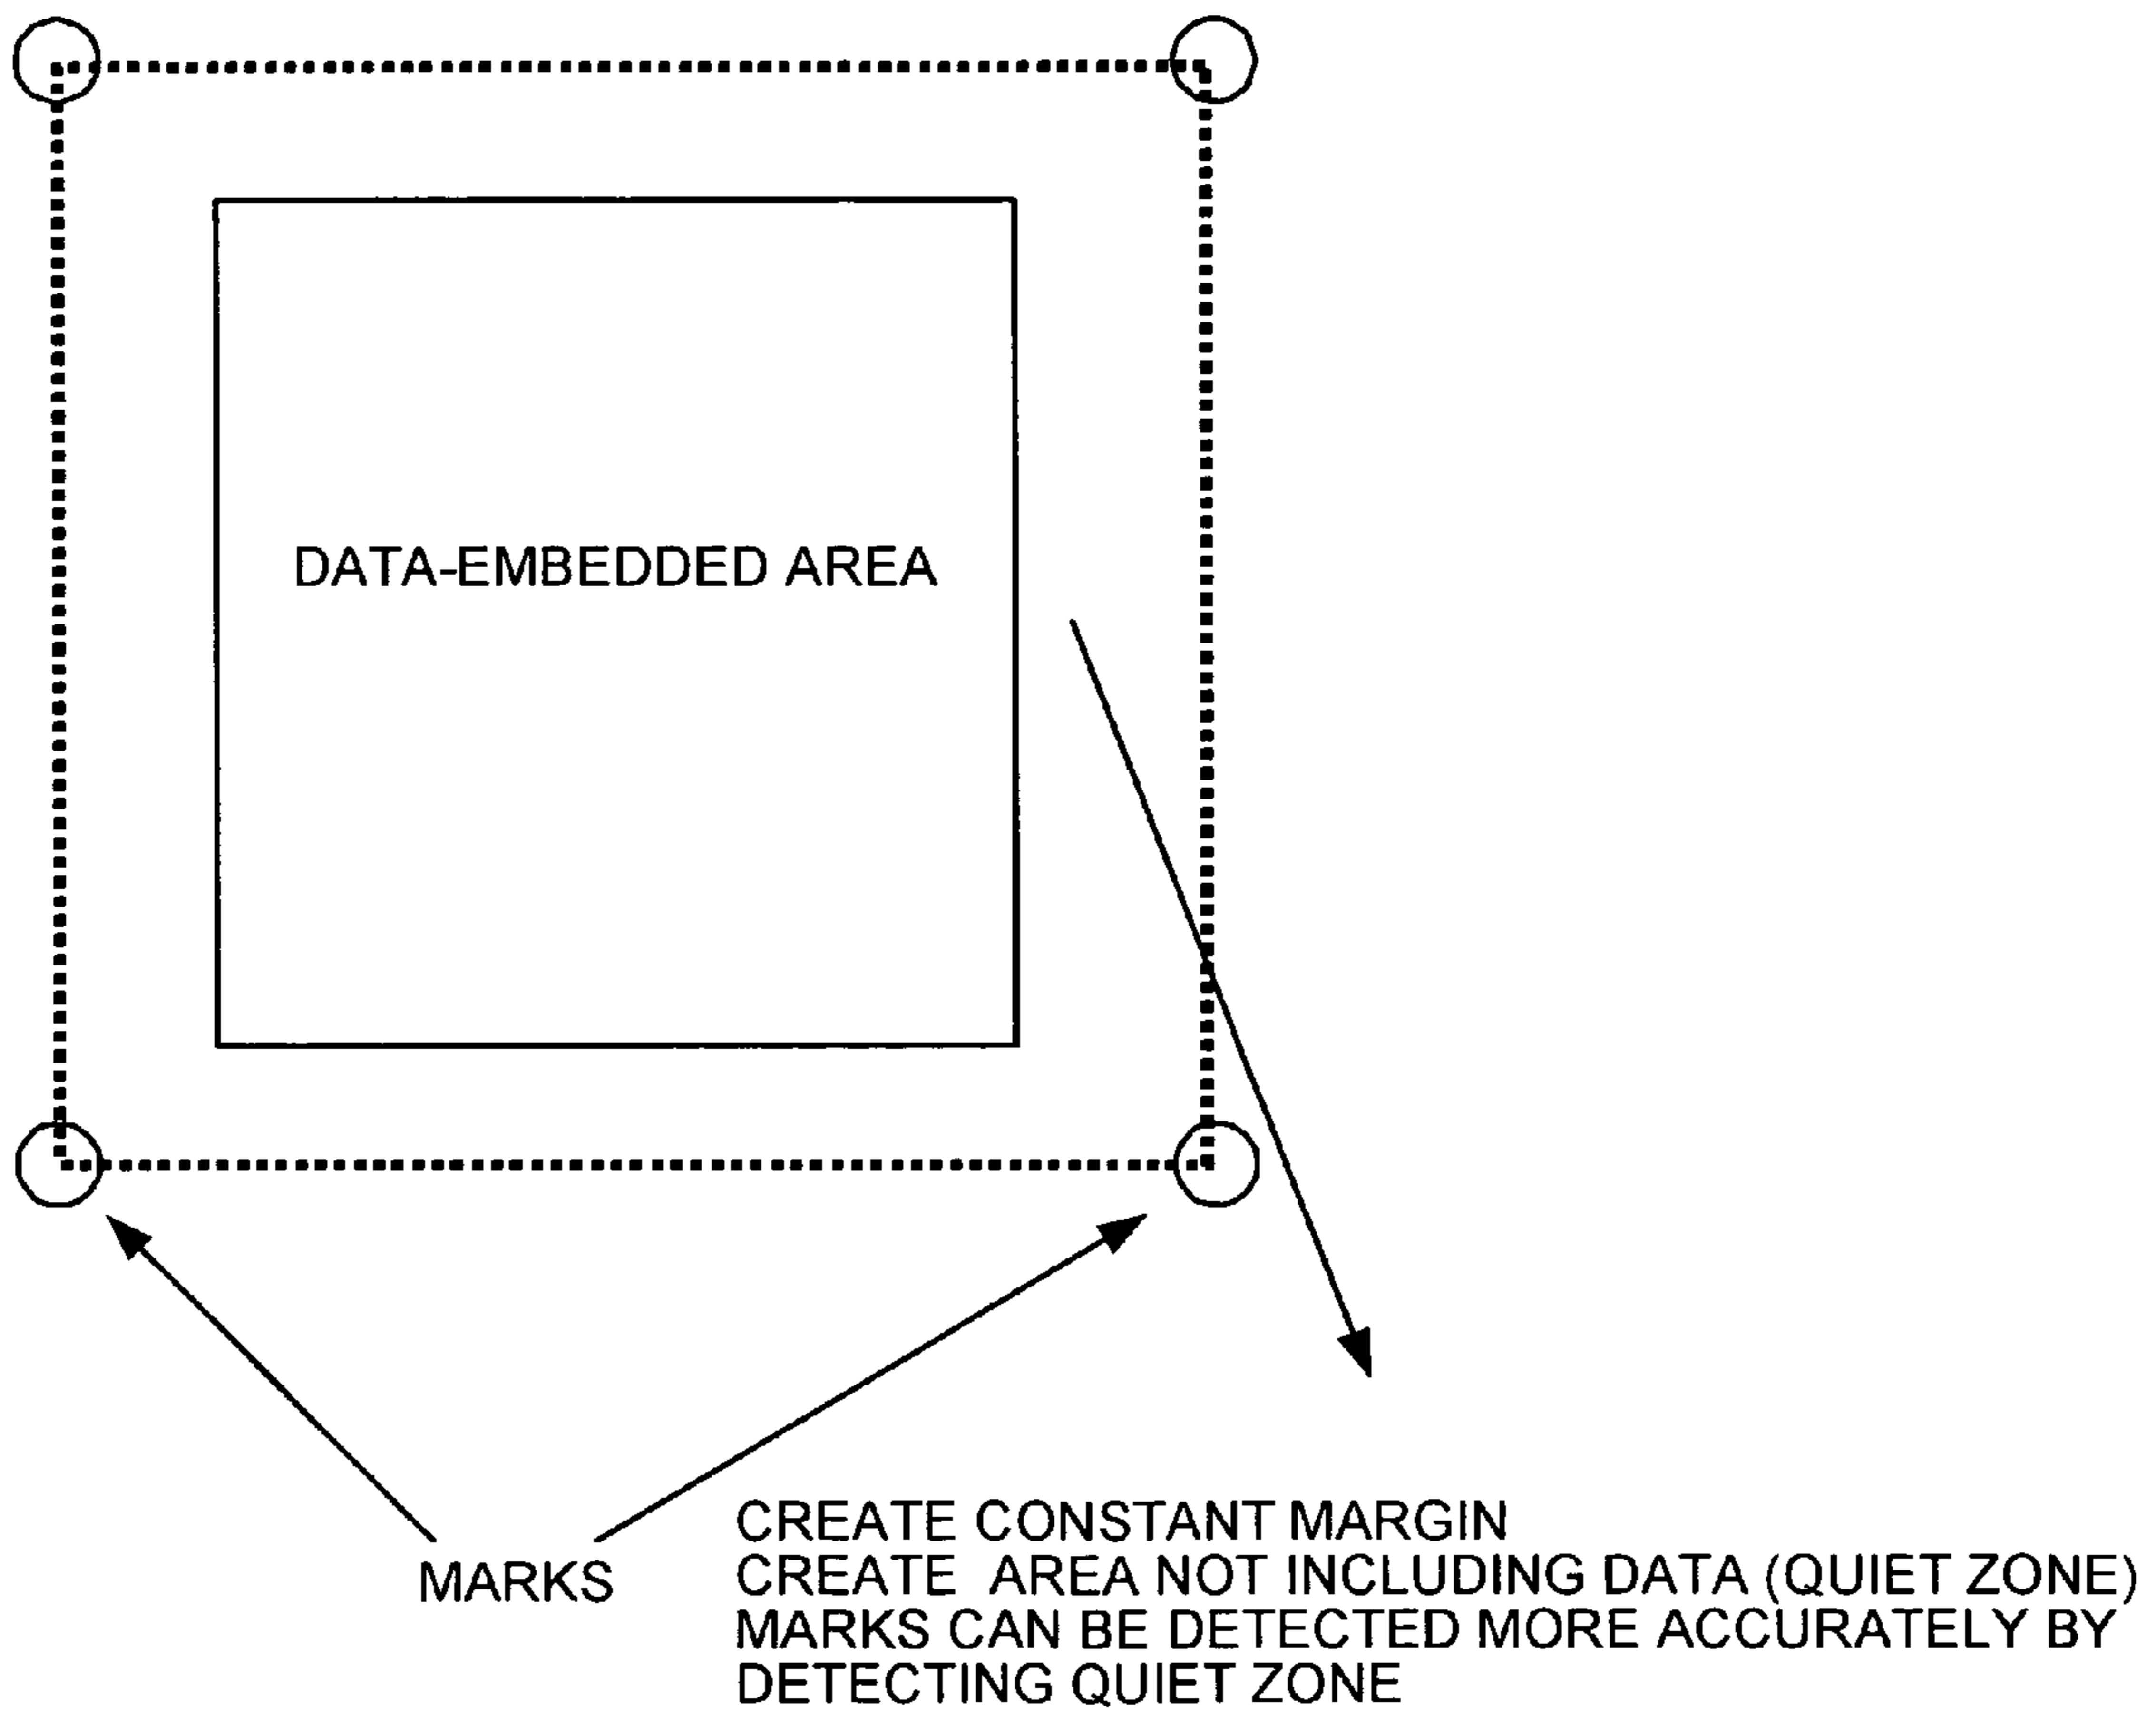 DATA-EMBEDDED AREA
MARKS
CREATE CONSTANT MARGIN
CREATE AREA NOT INCLUDING DATA (QUIET ZONE)
MARKS CAN BE DETECTED MORE ACCURATELY BY
DETECTING QUIET ZONE